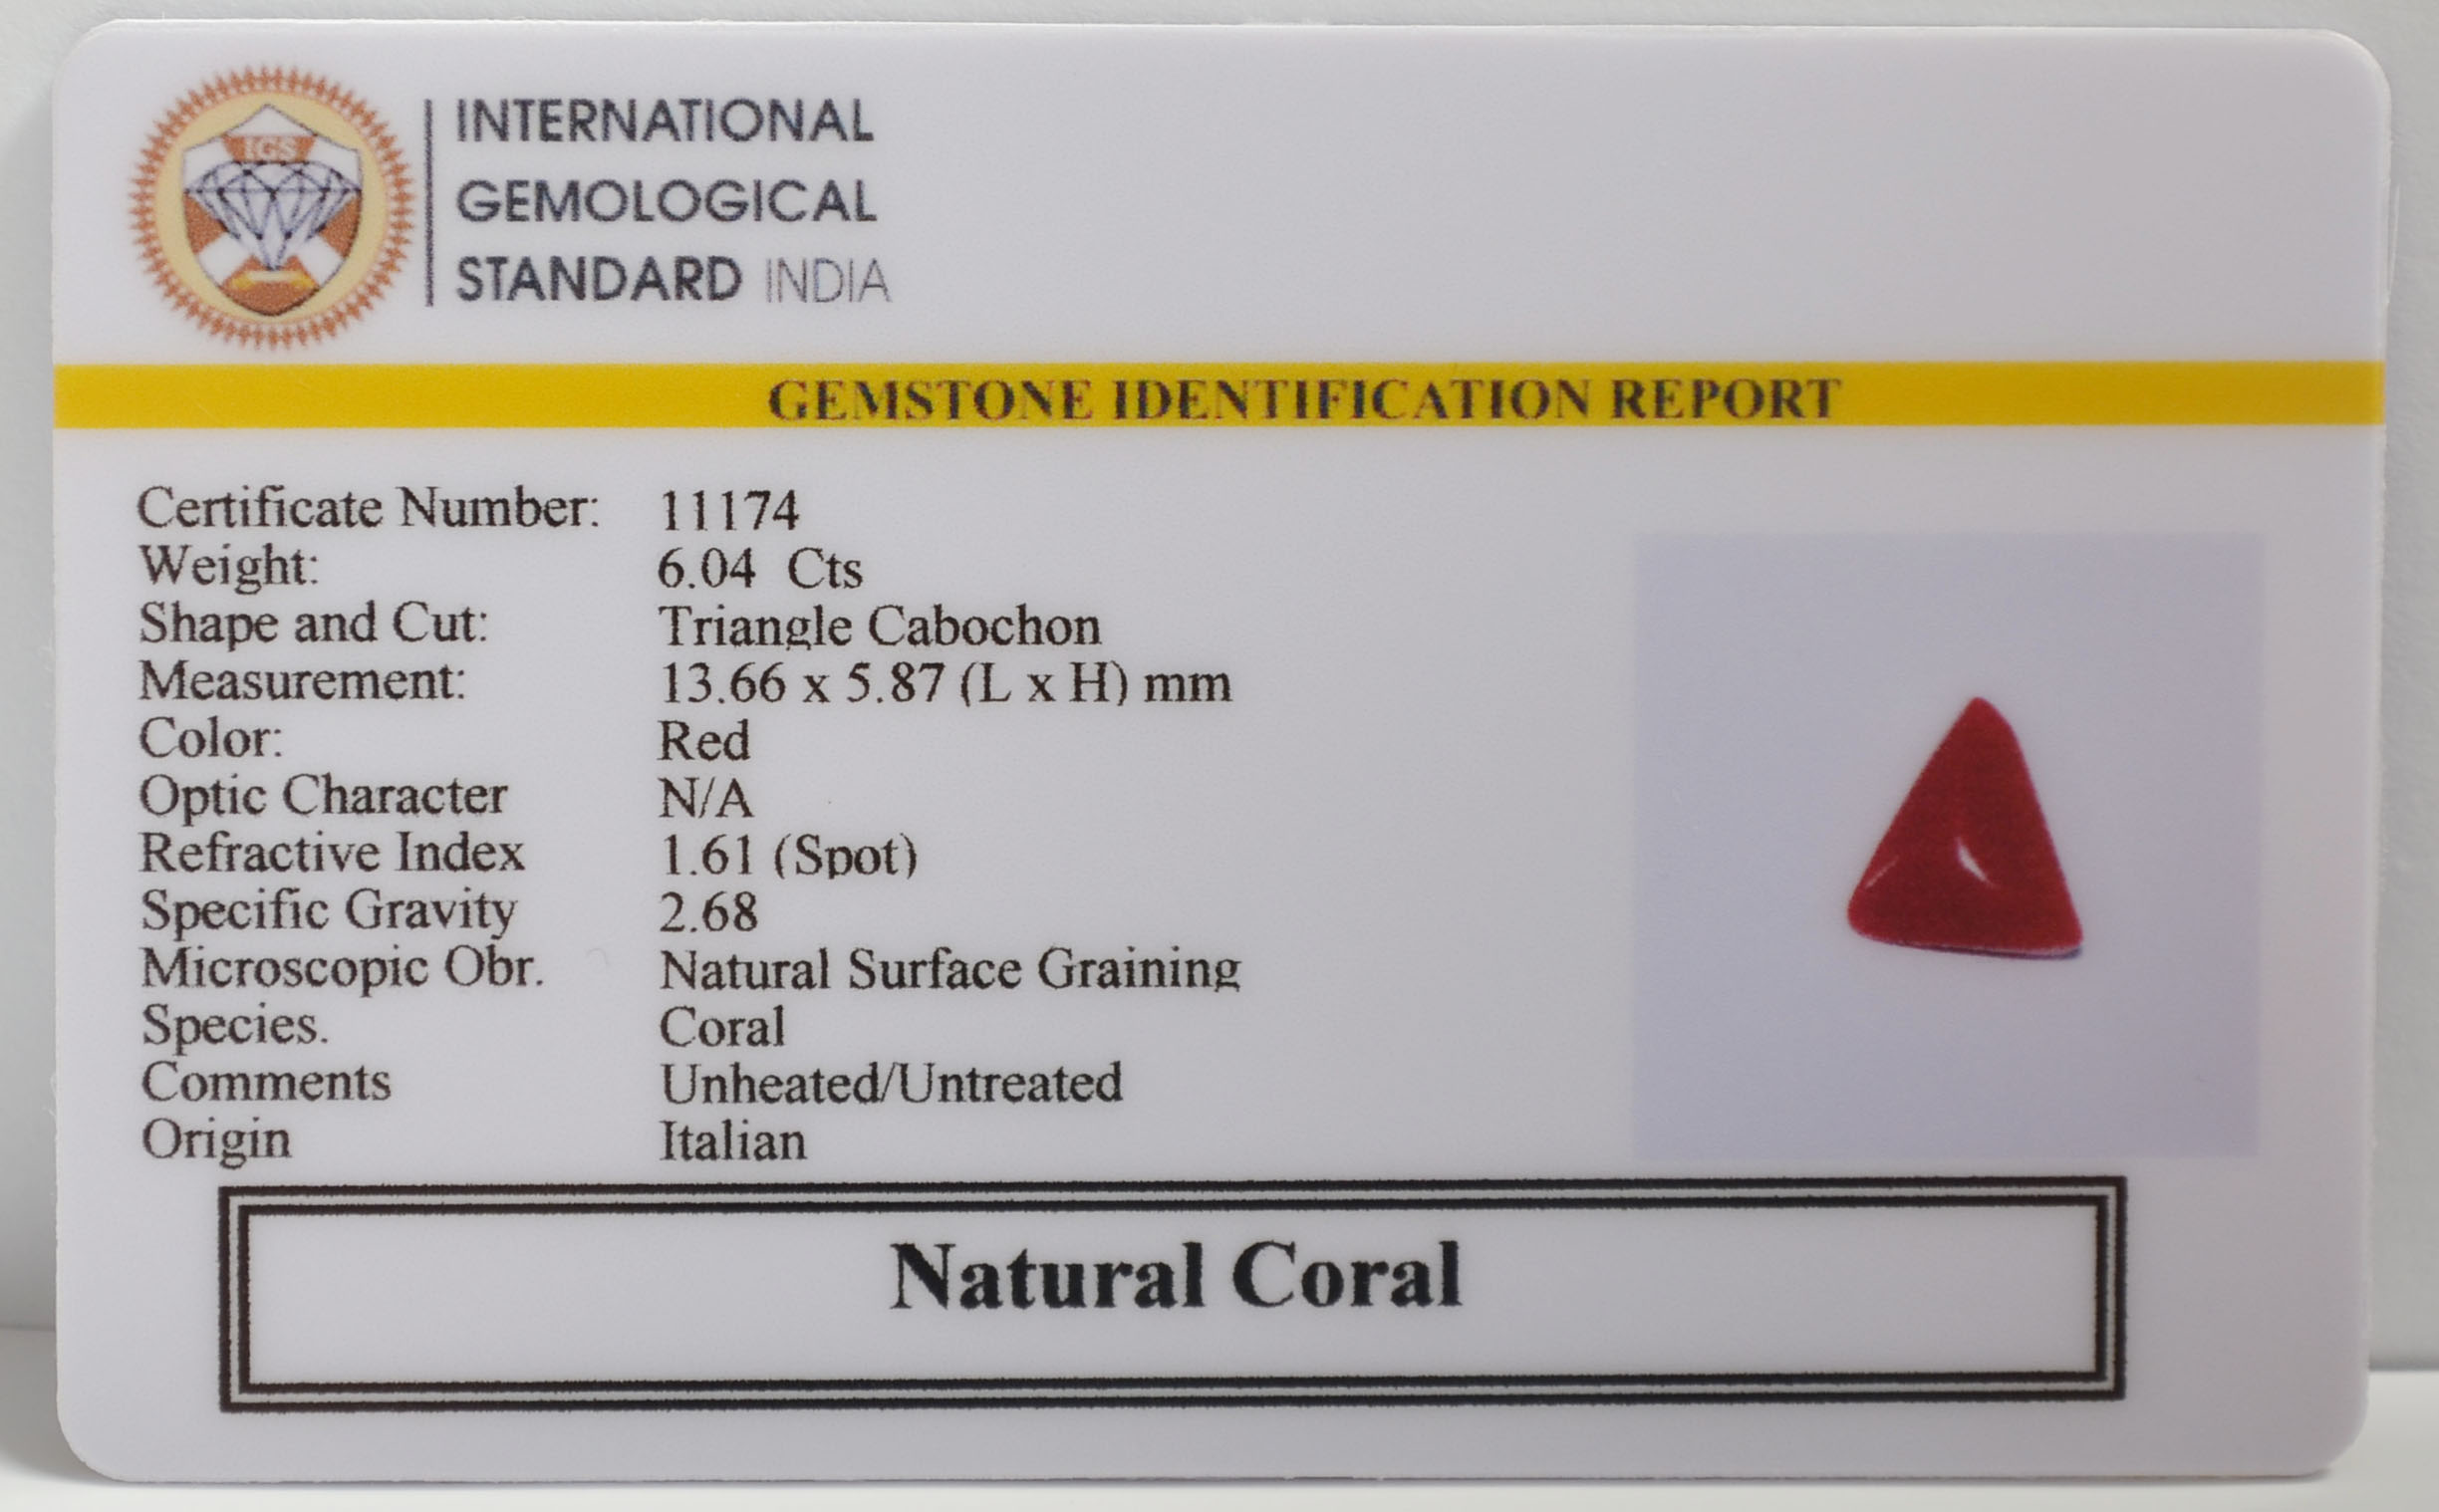 IGS
INTERNATIONAL
GEMOLOGICAL
STANDARD INDIA
GEMSTONE IDENTIFICATION REPORT
Certificate Number: 11174
Weight: 6.04 Cts
Shape and Cut: Triangle Cabochon
Measurement: 13.66 x 5.87 (L x H) mm
Color: Red
Optic Character N/A
Refractive Index 1.61 (Spot)
Specific Gravity 2.68
Microscopic Obr. Natural Surface Graining
Species. Coral
Comments Unheated/Untreated
Origin Italian
Natural Coral